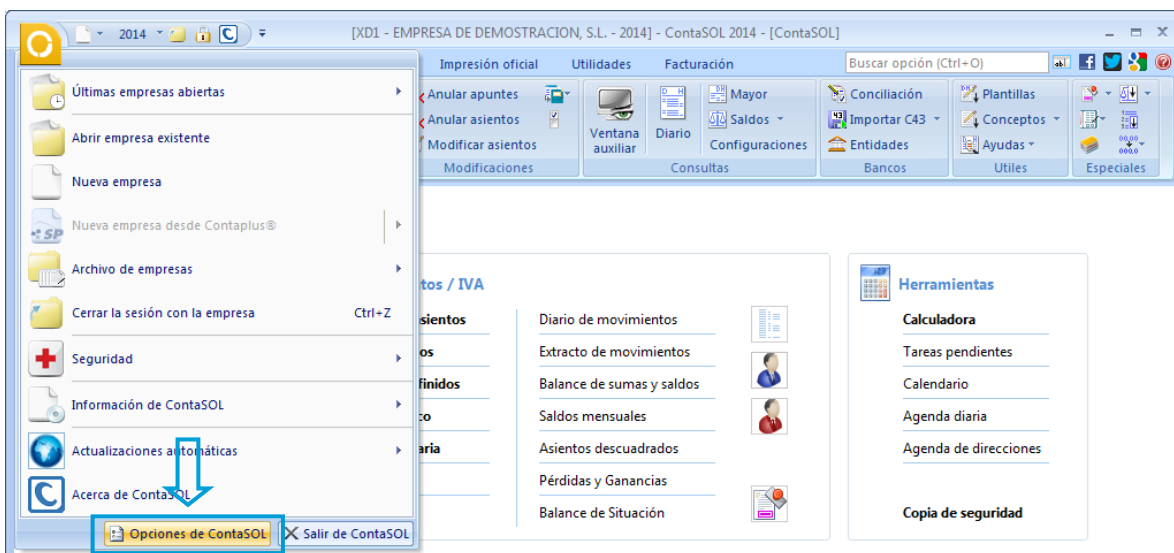 2014
[XD1 - EMPRESA DE DEMOSTRACION, S.L. - 2014] - ContaSOL 2014 - [ContaSOL]
Impresión oficial Utilidades Facturación Buscar opción (Ctrl+O)
Anular apuntes
Anular asientos
Modificar asientos
Modificaciones
Ventana auxiliar
Diario
Mayor
Saldos
Configuraciones
Consultas
Conciliación
Importar C43
Entidades
Bancos
Plantillas
Conceptos
Ayudas
Utiles
Especiales
Últimas empresas abiertas
Abrir empresa existente
Nueva empresa
Nueva empresa desde Contaplus®
Archivo de empresas
Cerrar la sesión con la empresa Ctrl+Z
Seguridad
Información de ContaSOL
Actualizaciones automáticas
Acerca de ContaSOL
Opciones de ContaSOL Salir de ContaSOL
tos / IVA
sientos
os
finidos
co
aria
Diario de movimientos
Extracto de movimientos
Balance de sumas y saldos
Saldos mensuales
Asientos descuadrados
Pérdidas y Ganancias
Balance de Situación
Herramientas
Calculadora
Tareas pendientes
Calendario
Agenda diaria
Agenda de direcciones
Copia de seguridad